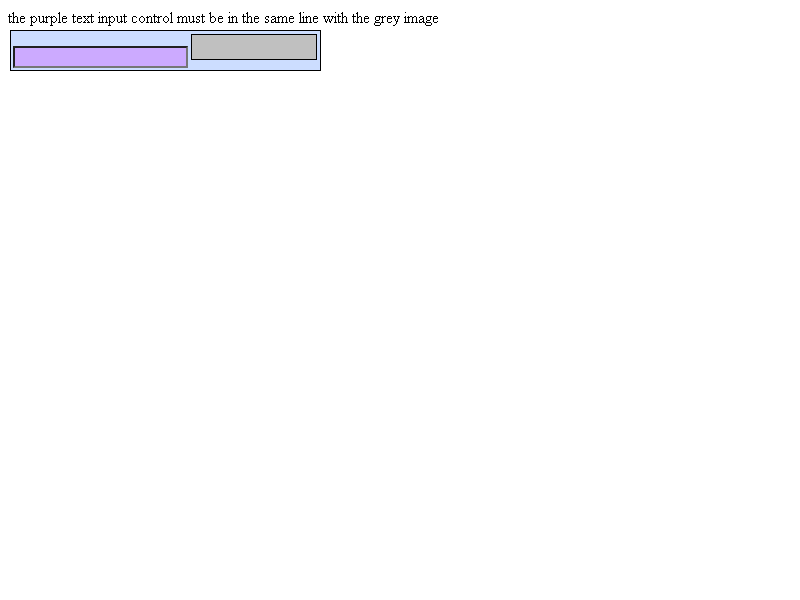 the purple text input control must be in the same line with the grey image